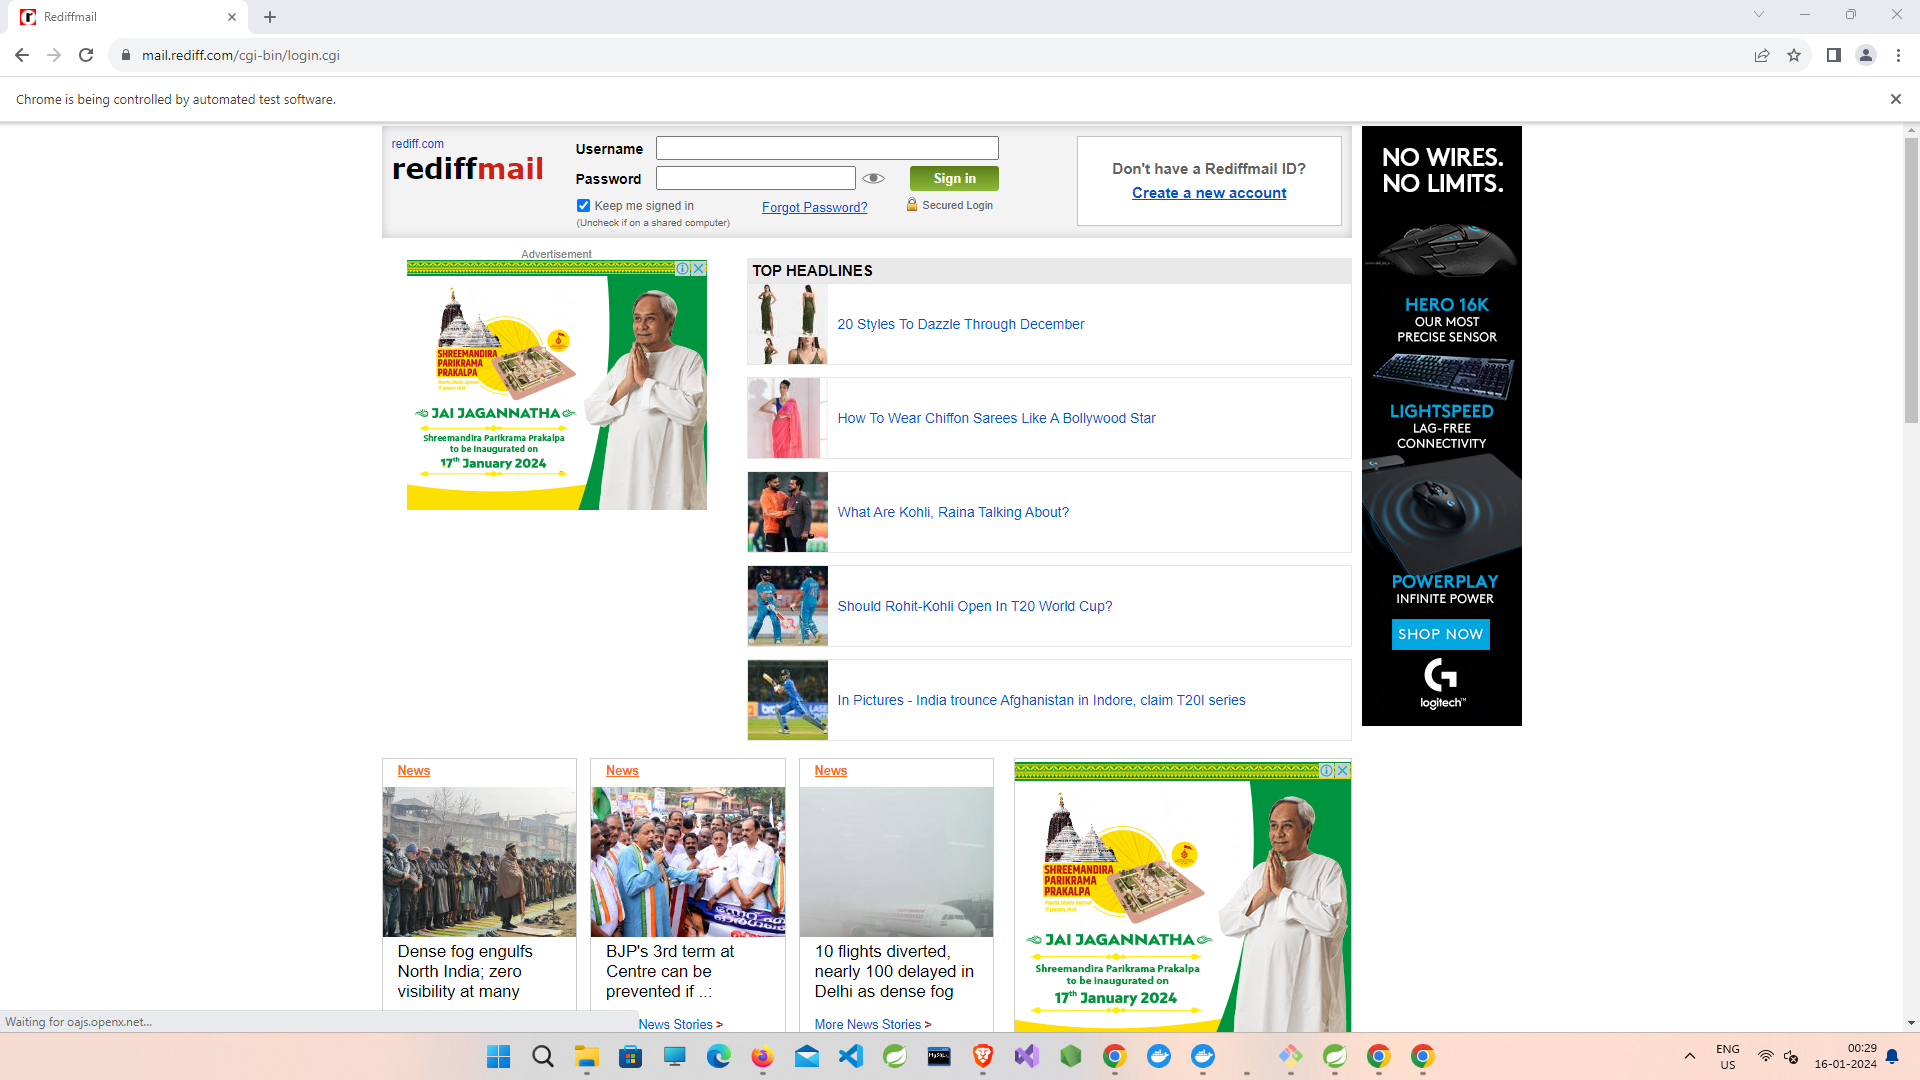 Rediffmail
mail.rediff.com/cgi-bin/login.cgi
Chrome is being controlled by automated test software.
rediff.com
rediffmail
Username
Password
Sign in
Keep me signed in
(Uncheck if on a shared computer)
Forgot Password?
Secured Login
Don't have a Rediffmail ID?
Create a new account
Advertisement
SHREEMANDIRA
PARIKRAMA
PRAKALPA
JAI JAGANNATHA
Shreemandira Parikrama Prakalpa
to be inaugurated on
17th January 2024
TOP HEADLINES
20 Styles To Dazzle Through December
How To Wear Chiffon Sarees Like A Bollywood Star
What Are Kohli, Raina Talking About?
Should Rohit-Kohli Open In T20 World Cup?
In Pictures - India trounce Afghanistan in Indore, claim T20I series
NO WIRES.
NO LIMITS.
HERO 16K
OUR MOST
PRECISE SENSOR
LIGHTSPEED
LAG-FREE
CONNECTIVITY
POWERPLAY
INFINITE POWER
SHOP NOW
logitech™
News
Dense fog engulfs
North India; zero
visibility at many
News
BJP's 3rd term at
Centre can be
prevented if ..:
News Stories >
News
10 flights diverted,
nearly 100 delayed in
Delhi as dense fog
More News Stories >
SHREEMANDIRA
PARIKRAMA
PRAKALPA
JAI JAGANNATHA
Shreemandira Parikrama Prakalpa
to be inaugurated on
17th January 2024
Waiting for oajs.openx.net...
ENG
US
00:29
16-01-2024